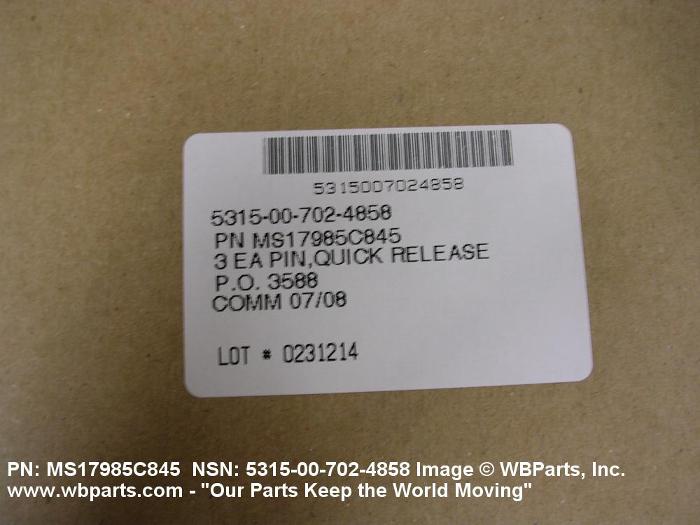 5315007024858
5315-00-702-4858
PN MS17985C845
3 EA PIN,QUICK RELEASE
P.O. 3588
COMM 07/08
LOT # 0231214
PN: MS17985C845 NSN: 5315-00-702-4858 Image © WBParts, Inc.
www.wbparts.com - "Our Parts Keep the World Moving"